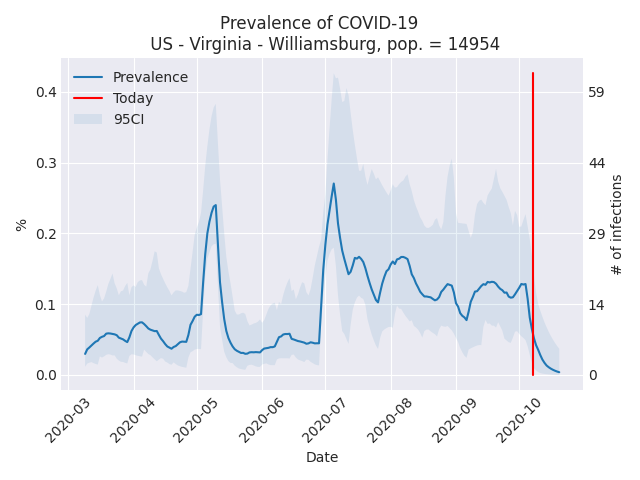 Prevalence of COVID-19
US - Virginia - Williamsburg, pop. = 14954
Prevalence
Today
95CI
0.4
0.3
0.2
0.1
0.0
%
59
44
29
14
0
# of infections
2020-03
2020-04
2020-05
2020-06
2020-07
2020-08
2020-09
2020-10
Date